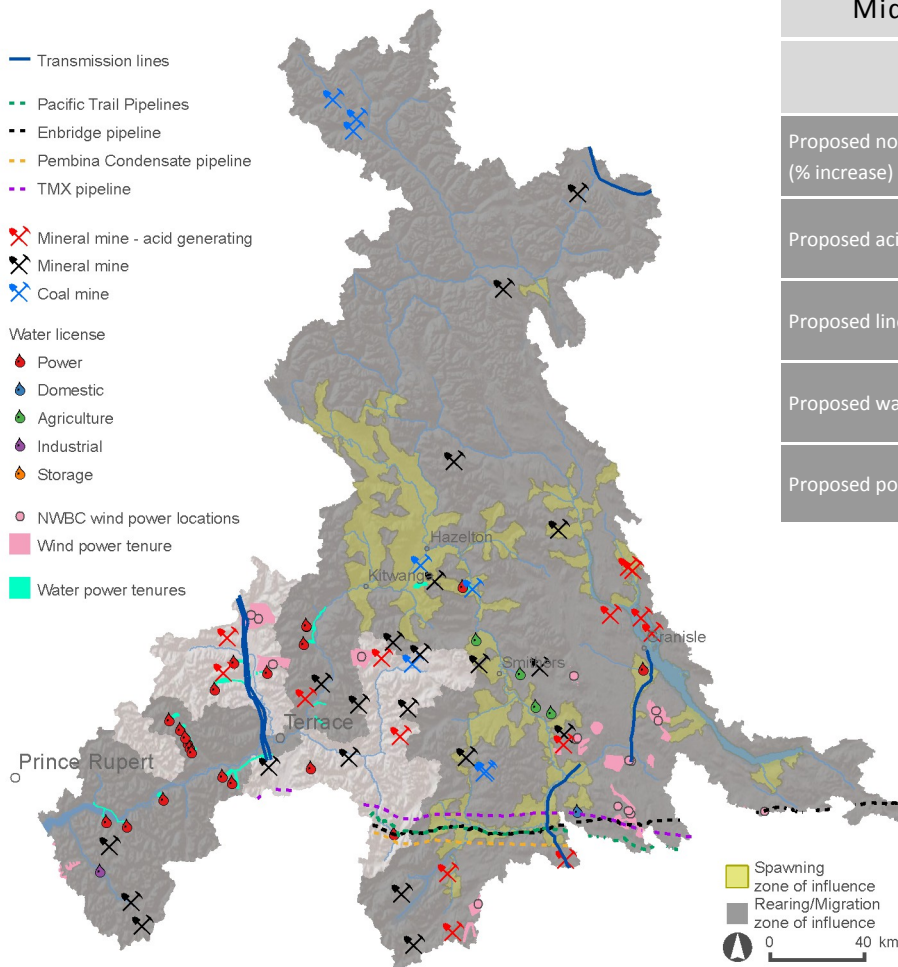 Transmission lines
Pacific Trail Pipelines
Enbridge pipeline
Pembina Condensate pipeline
TMX pipeline
Mineral mine - acid generating
Mineral mine
Coal mine
Water license
Power
Domestic
Agriculture
Industrial
Storage
NWBC wind power locations
Wind power tenure
Water power tenures
Hazelton
Kitwanga
Granisle
Smithers
Terrace
Prince Rupert
Spawning
zone of influence
Rearing/Migration
zone of influence
0 40 km
Mid
Proposed no
(% increase)
Proposed aci
Proposed line
Proposed wa
Proposed po